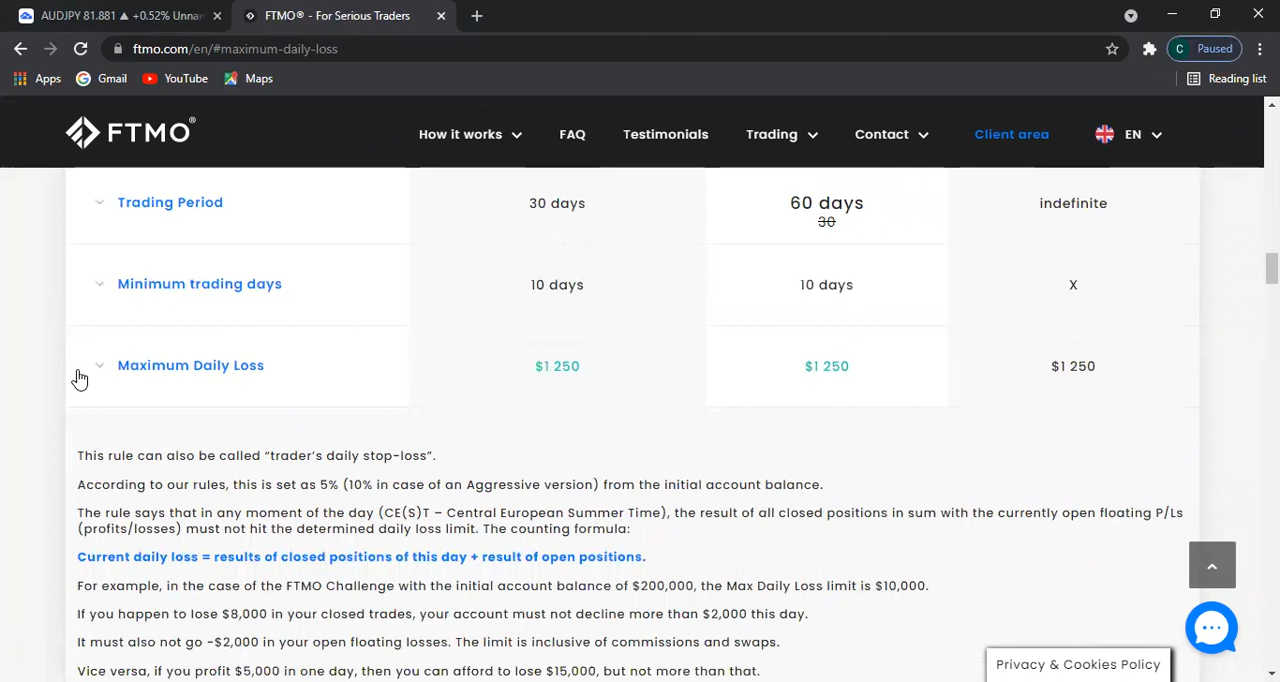 AUDJPY 81.881 ▲ +0.52% Unnar
FTMO® - For Serious Traders
ftmo.com/en/#maximum-daily-loss
C Paused
Apps Gmail YouTube Maps Reading list
FTMO®
How it works FAQ Testimonials Trading Contact Client area EN
Trading Period 30 days 60 days indefinite
30
Minimum trading days 10 days 10 days X
Maximum Daily Loss $1 250 $1 250 $1 250
This rule can also be called “trader’s daily stop-loss”.
According to our rules, this is set as 5% (10% in case of an Aggressive version) from the initial account balance.
The rule says that in any moment of the day (CE(S)T – Central European Summer Time), the result of all closed positions in sum with the currently open floating P/Ls
(profits/losses) must not hit the determined daily loss limit. The counting formula:
Current daily loss = results of closed positions of this day + result of open positions.
For example, in the case of the FTMO Challenge with the initial account balance of $200,000, the Max Daily Loss limit is $10,000.
If you happen to lose $8,000 in your closed trades, your account must not decline more than $2,000 this day.
It must also not go -$2,000 in your open floating losses. The limit is inclusive of commissions and swaps.
Vice versa, if you profit $5,000 in one day, then you can afford to lose $15,000, but not more than that.
Privacy & Cookies Policy